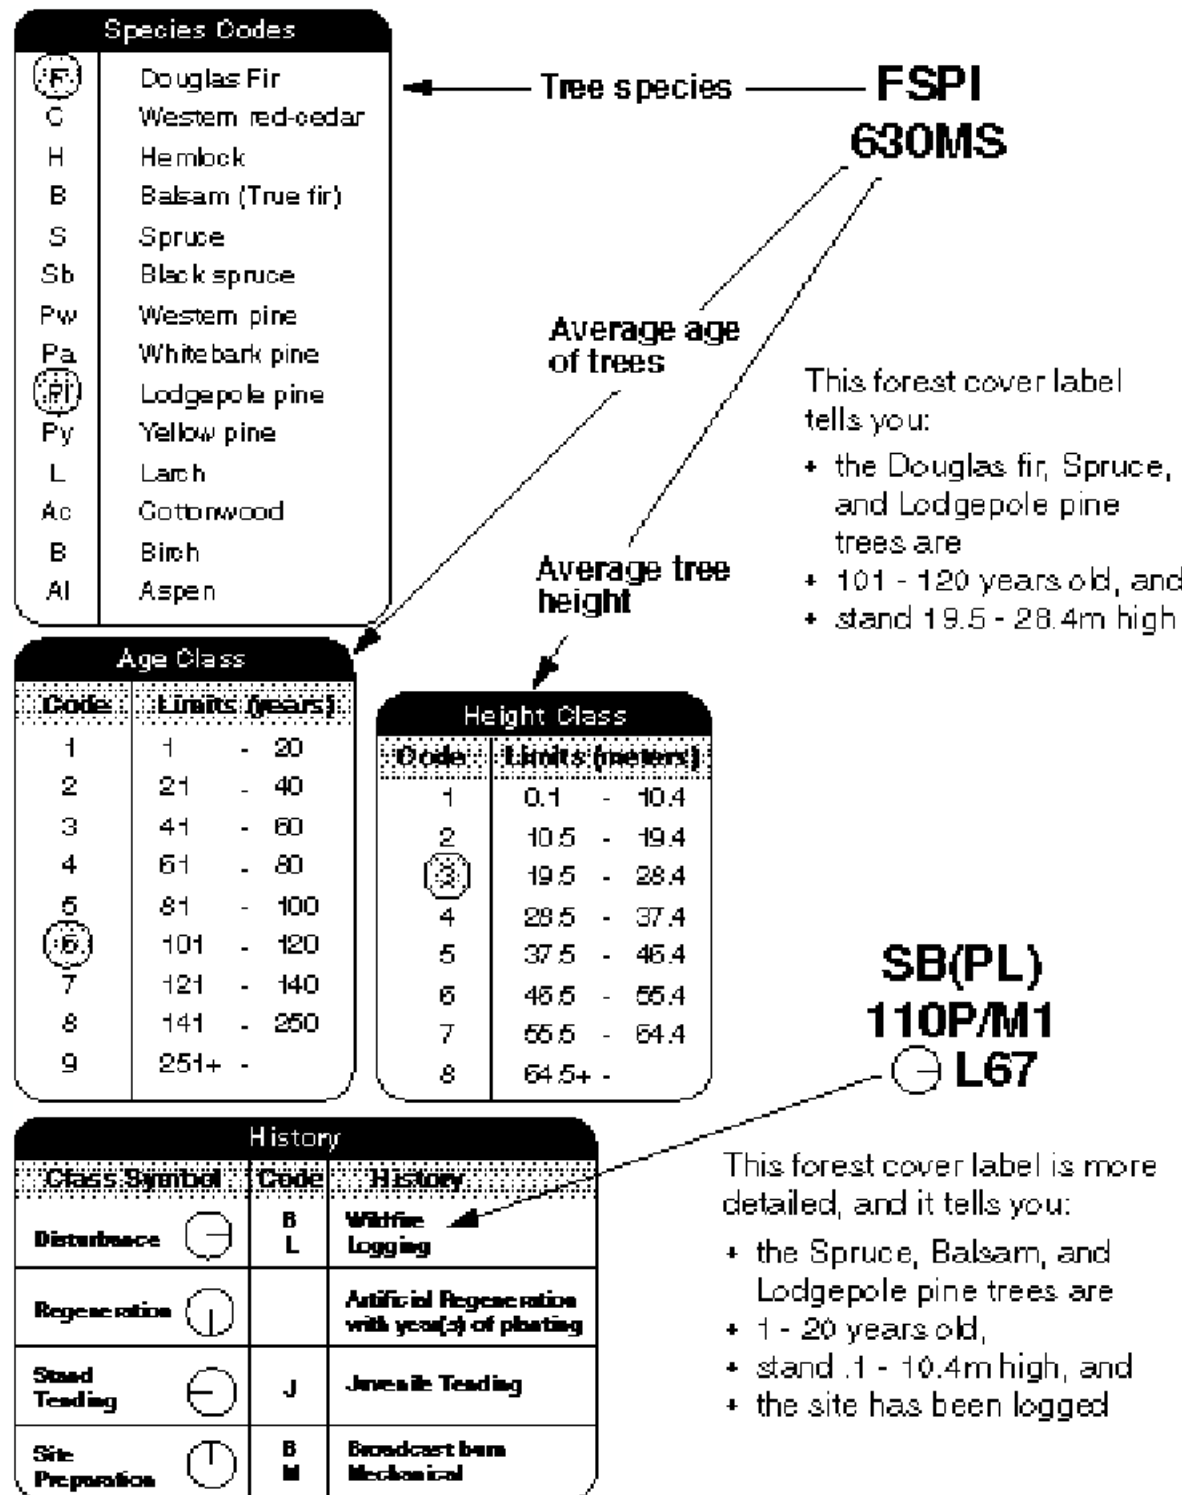 Species Codes
F Douglas Fir
C Western red-cedar
H Hemlock
B Balsam (True fir)
S Spruce
Sb Black spruce
Pw Western pine
Pa Whitebark pine
Pl Lodgepole pine
Py Yellow pine
L Larch
Ac Cottonwood
B Birch
Al Aspen
Tree species
FSPl
630MS
Average age
of trees
Average tree
height
This forest cover label
tells you:
• the Douglas fir, Spruce,
and Lodgepole pine
trees are
• 101 - 120 years old, and
• stand 19.5 - 28.4m high
Age Class
Code Limits (years)
1 1 - 20
2 21 - 40
3 41 - 60
4 61 - 80
5 81 - 100
6 101 - 120
7 121 - 140
8 141 - 250
9 251+ -
Height Class
Code Limits (meters)
1 0.1 - 10.4
2 10.5 - 19.4
3 19.5 - 28.4
4 28.5 - 37.4
5 37.5 - 46.4
6 46.5 - 55.4
7 55.5 - 64.4
8 64.5+ -
SB(PL)
110P/M1
L67
History
Class Symbol Code History
Disturbance B Wildfire
L Logging
Regeneration Artificial Regeneration
with year(s) of planting
Stand
Tending J Juvenile Tending
Site
Preparation B Broadcast burn
M Mechanical
This forest cover label is more
detailed, and it tells you:
• the Spruce, Balsam, and
Lodgepole pine trees are
• 1 - 20 years old,
• stand .1 - 10.4m high, and
• the site has been logged